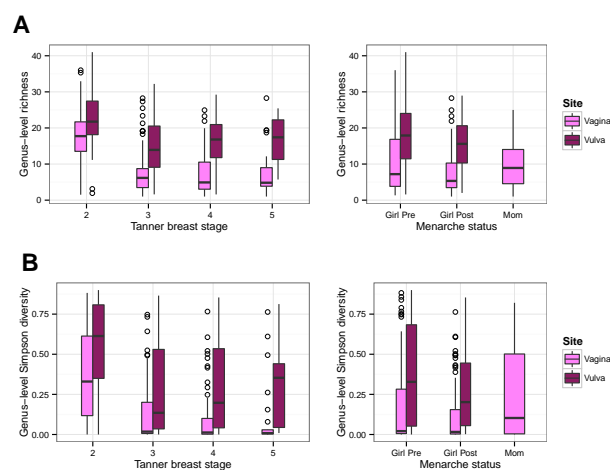 A
Genus−level richness
40
30
20
10
0
2 3 4 5
Tanner breast stage
Genus−level richness
40
30
20
10
0
Girl Pre Girl Post Mom
Menarche status
Site
Vagina
Vulva
B
Genus−level Simpson diversity
0.75
0.50
0.25
0.00
2 3 4 5
Tanner breast stage
Genus−level Simpson diversity
0.75
0.50
0.25
0.00
Girl Pre Girl Post Mom
Menarche status
Site
Vagina
Vulva